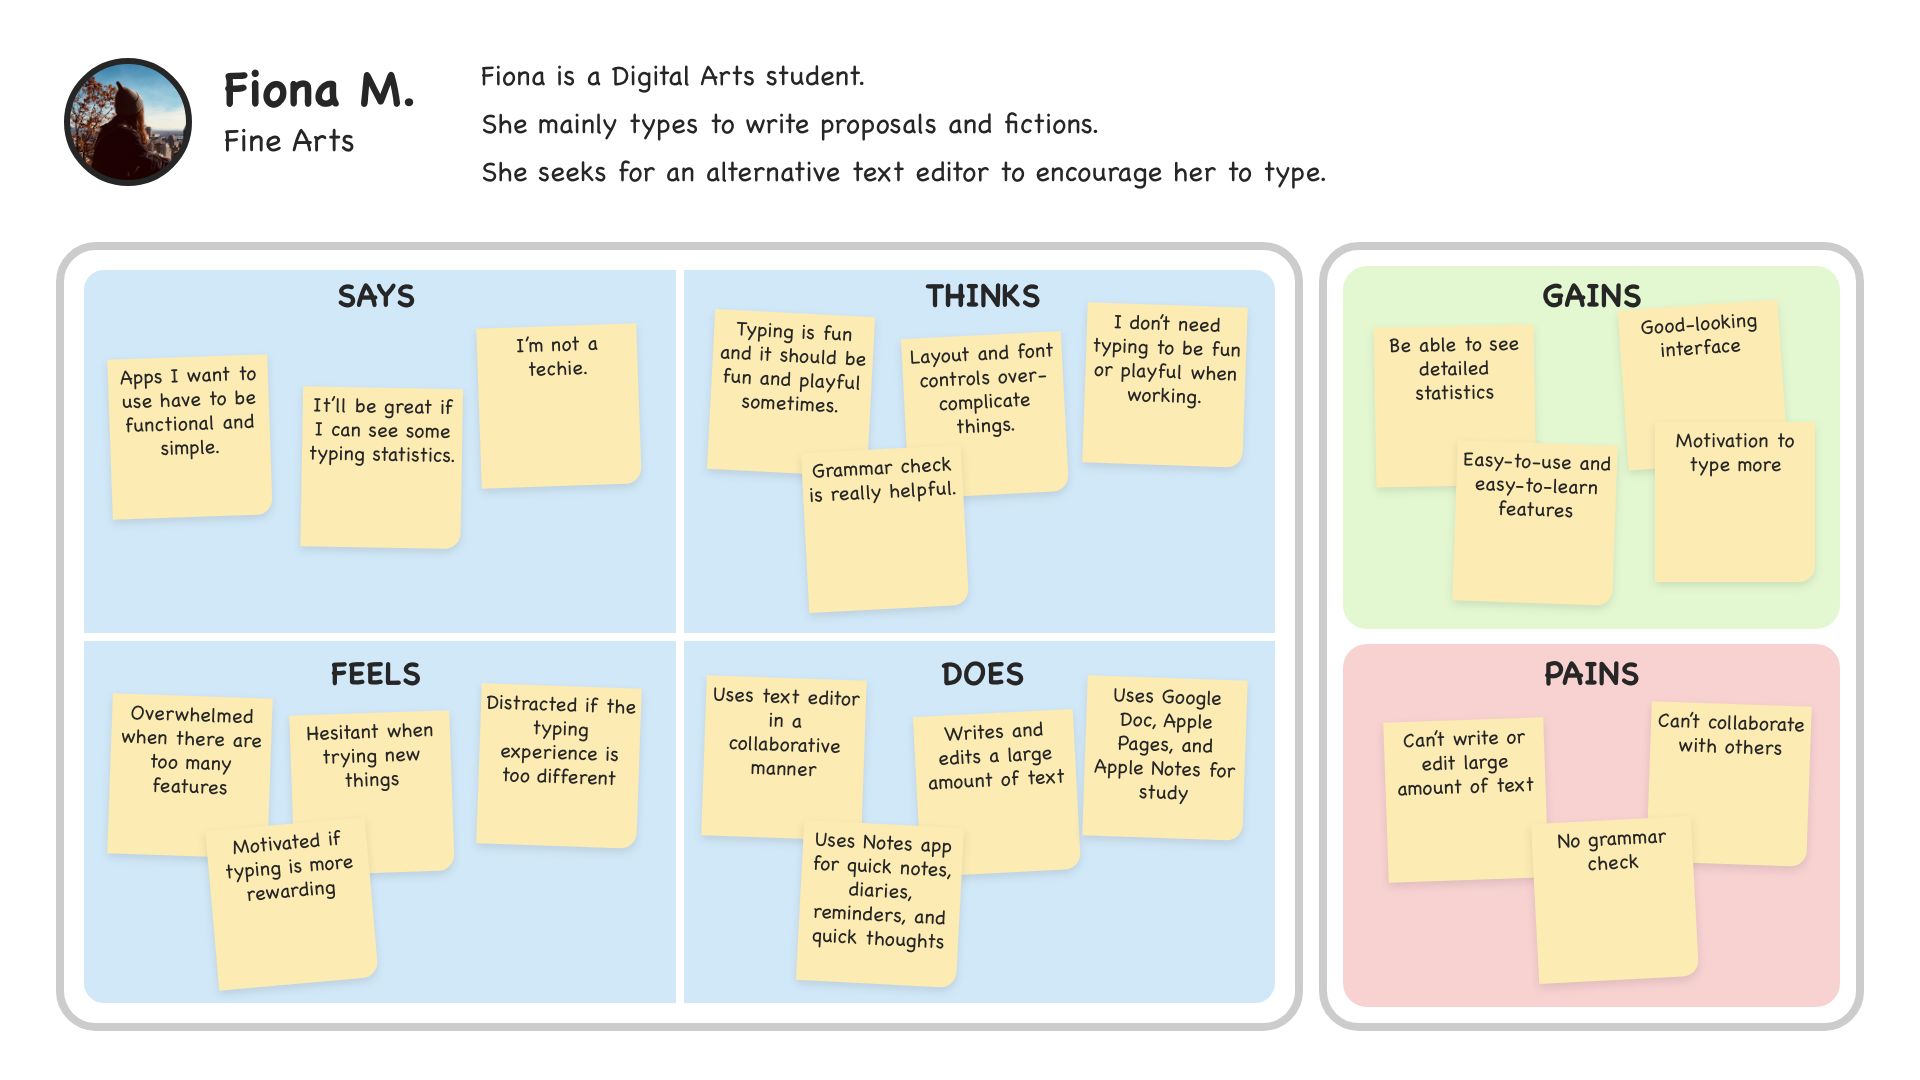 Fiona M.
Fine Arts
Fiona is a Digital Arts student.
She mainly types to write proposals and fictions.
She seeks for an alternative text editor to encourage her to type.
SAYS
Apps I want to
use have to be
functional and
simple.
It'll be great if
I can see some
typing statistics.
I'm not a
techie.
THINKS
Typing is fun
and it should be
fun and playful
sometimes.
Layout and font
controls over-
complicate
things.
I don't need
typing to be fun
or playful when
working.
Grammar check
is really helpful.
GAINS
Be able to see
detailed
statistics
Good-looking
interface
Easy-to-use and
easy-to-learn
features
Motivation to
type more
FEELS
Overwhelmed
when there are
too many
features
Hesitant when
trying new
things
Distracted if the
typing
experience is
too different
Motivated if
typing is more
rewarding
DOES
Uses text editor
in a
collaborative
manner
Writes and
edits a large
amount of text
Uses Google
Doc, Apple
Pages, and
Apple Notes for
study
Uses Notes app
for quick notes,
diaries,
reminders, and
quick thoughts
PAINS
Can't write or
edit large
amount of text
Can't collaborate
with others
No grammar
check